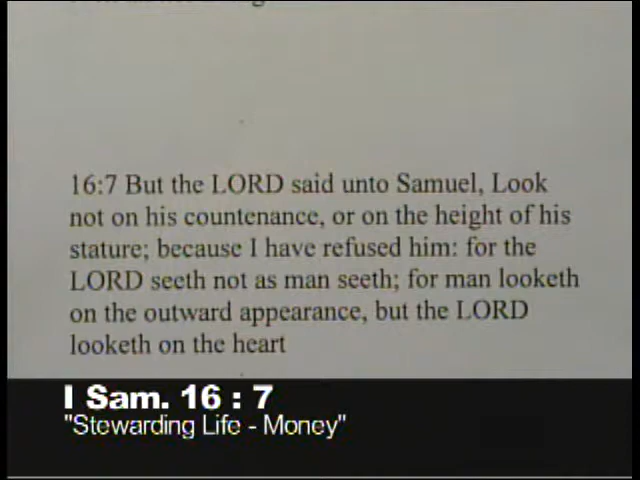 16:7 But the LORD said unto Samuel, Look
not on his countenance, or on the height of his
stature; because I have refused him: for the
LORD seeth not as man seeth; for man looketh
on the outward appearance, but the LORD
looketh on the heart
I Sam. 16 : 7
"Stewarding Life - Money"